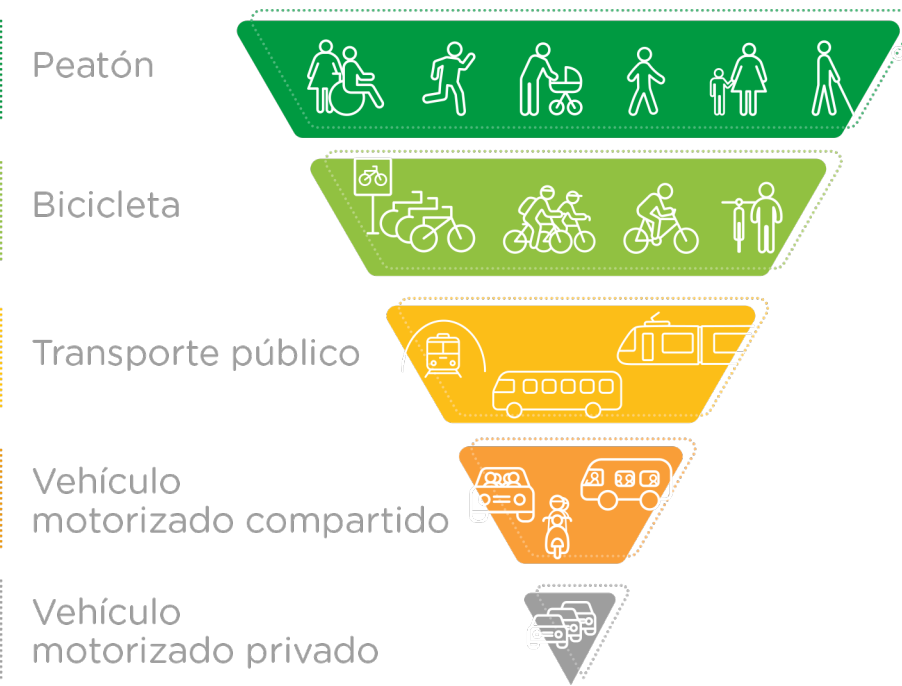 Peatón
Bicicleta
Transporte público
Vehículo
motorizado compartido
Vehículo
motorizado privado